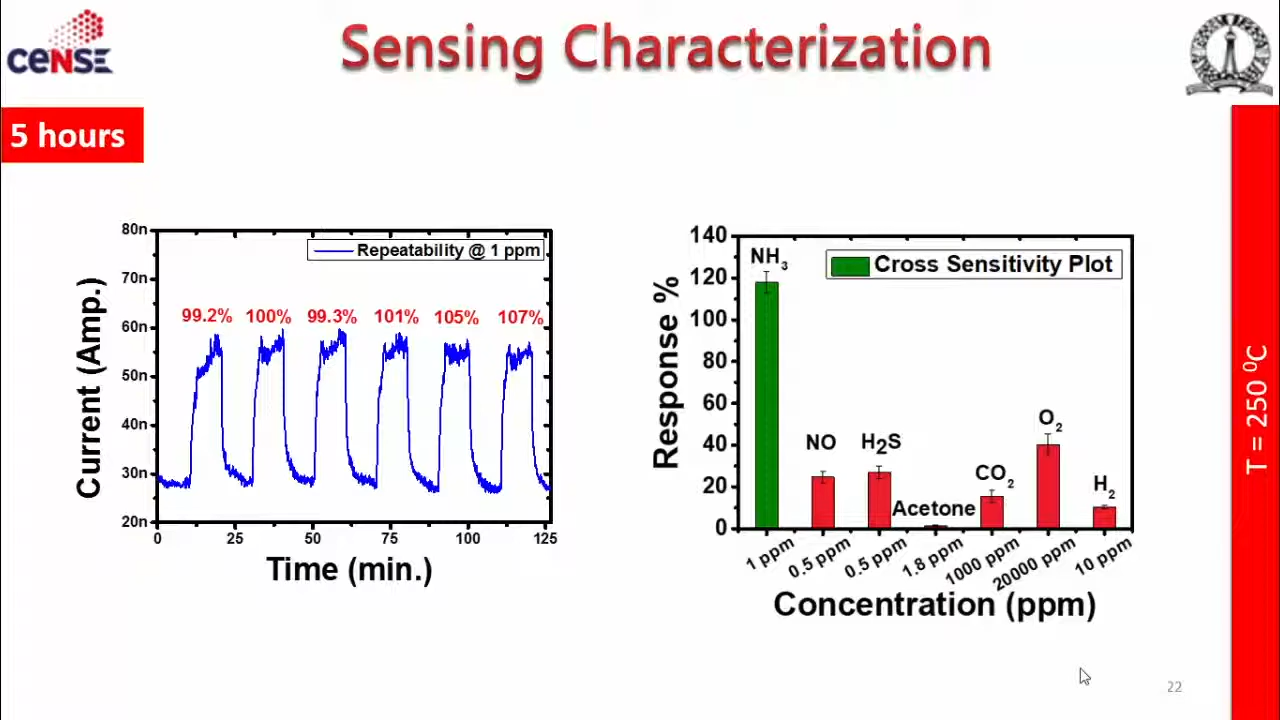 CeNSE
Sensing Characterization
5 hours
80n
70n
60n
50n
40n
30n
20n
Repeatability @ 1 ppm
99.2% 100% 99.3% 101% 105% 107%
Current (Amp.)
0 25 50 75 100 125
Time (min.)
140
120
100
80
60
40
20
0
Cross Sensitivity Plot
NH3
NO
H2S
Acetone
CO2
O2
H2
Response %
1 ppm 0.5 ppm 0.5 ppm 1.8 ppm 1000 ppm 20000 ppm 10 ppm
Concentration (ppm)
T = 250 ⁰C
22